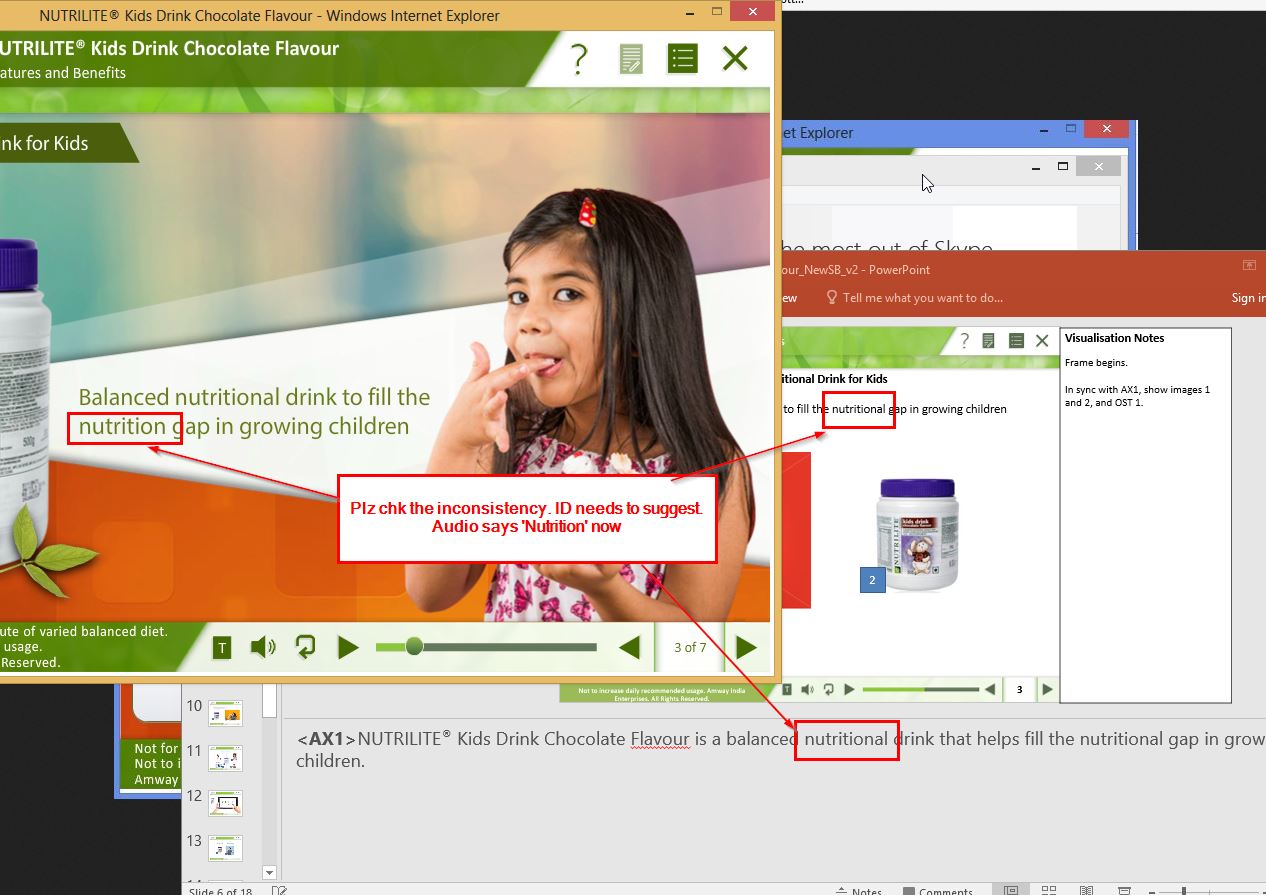 NUTRILITE® Kids Drink Chocolate Flavour - Windows Internet Explorer
UTRILITE® Kids Drink Chocolate Flavour
atures and Benefits
nk for Kids
Balanced nutritional drink to fill the
nutrition gap in growing children
500g
Plz chk the inconsistency. ID needs to suggest.
Audio says 'Nutrition' now
ute of varied balanced diet.
usage.
Reserved.
T
3 of 7
et Explorer
he most out of Skype
our_NewSB_v2 - PowerPoint
ew
Tell me what you want to do...
Sign in
s
itional Drink for Kids
to fill the nutritional gap in growing children
NUTRILITE
kids drink
chocolate flavour
2
Visualisation Notes
Frame begins.
In sync with AX1, show images 1
and 2, and OST 1.
Not to increase daily recommended usage. Amway India
Enterprises. All Rights Reserved.
T
3
Not for
Not to i
Amway
10
11
12
13
<AX1>NUTRILITE® Kids Drink Chocolate Flavour is a balanced nutritional drink that helps fill the nutritional gap in grow
children.
Slide 6 of 18
Notes
Comments